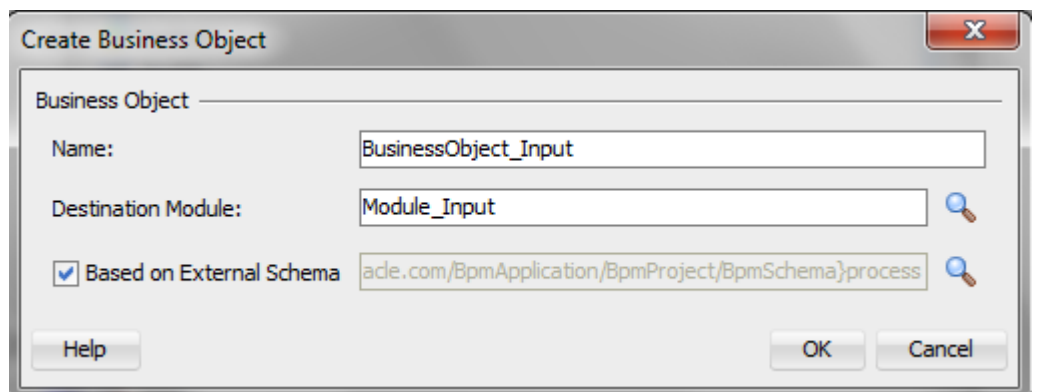 Create Business Object
Business Object
Name: BusinessObject_Input
Destination Module: Module_Input
Based on External Schema acle.com/BpmApplication/BpmProject/BpmSchema}process
Help OK Cancel